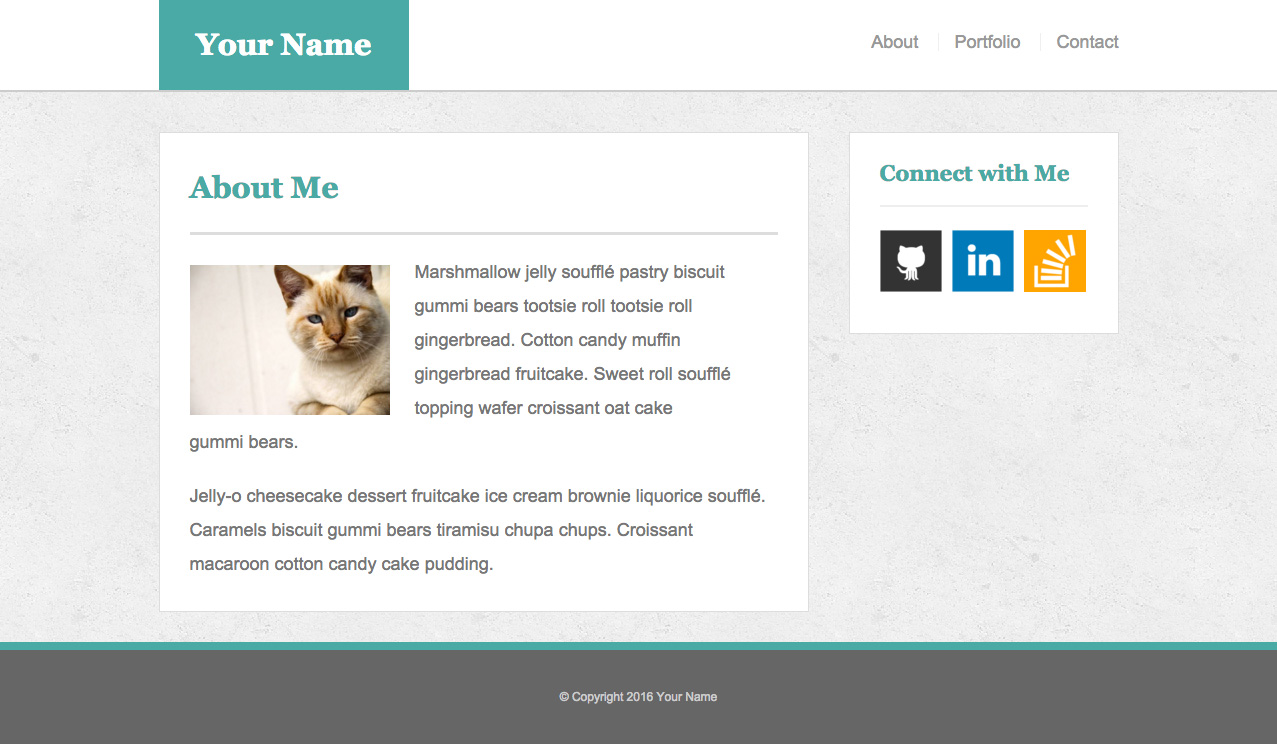 Your Name
About
Portfolio
Contact
About Me
Marshmallow jelly soufflé pastry biscuit
gummi bears tootsie roll tootsie roll
gingerbread. Cotton candy muffin
gingerbread fruitcake. Sweet roll soufflé
topping wafer croissant oat cake
gummi bears.
Jelly-o cheesecake dessert fruitcake ice cream brownie liquorice soufflé.
Caramels biscuit gummi bears tiramisu chupa chups. Croissant
macaroon cotton candy cake pudding.
Connect with Me
in
© Copyright 2016 Your Name